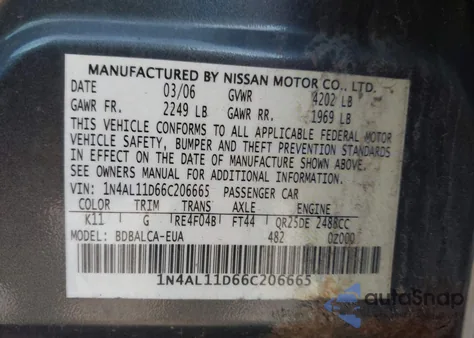 MANUFACTURED BY NISSAN MOTOR CO., LTD.
DATE 03/06 GVWR 4202 LB
GAWR FR. 2249 LB GAWR RR. 1969 LB
THIS VEHICLE CONFORMS TO ALL APPLICABLE FEDERAL MOTOR
VEHICLE SAFETY, BUMPER AND THEFT PREVENTION STANDARDS
IN EFFECT ON THE DATE OF MANUFACTURE SHOWN ABOVE.
SEE OWNERS MANUAL FOR ADDITIONAL INFORMATION.
VIN: 1N4AL11D66C206665 PASSENGER CAR
COLOR TRIM TRANS AXLE ENGINE
K11 G RE4F04B FT44 QR25DE 2488CC
MODEL: BDBALCA-EUA 482 02000
1N4AL11D66C206665
autoSnap